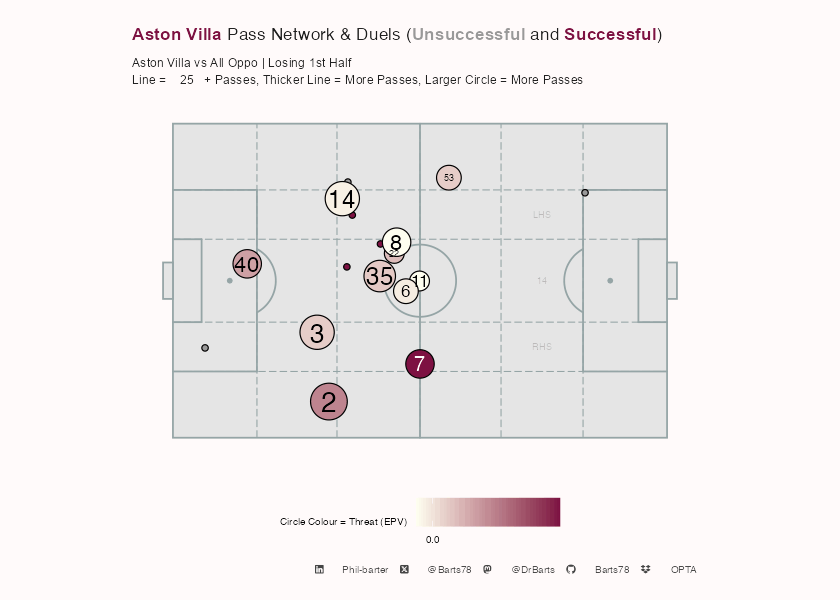 Aston Villa Pass Network & Duels (Unsuccessful and Successful)
Aston Villa vs All Oppo | Losing 1st Half
Line = 25 + Passes, Thicker Line = More Passes, Larger Circle = More Passes
53
14
LHS
8
22
40
35
11
14
6
3
RHS
7
2
Circle Colour = Threat (EPV)
0.0
Phil-barter @Barts78 @DrBarts Barts78 OPTA